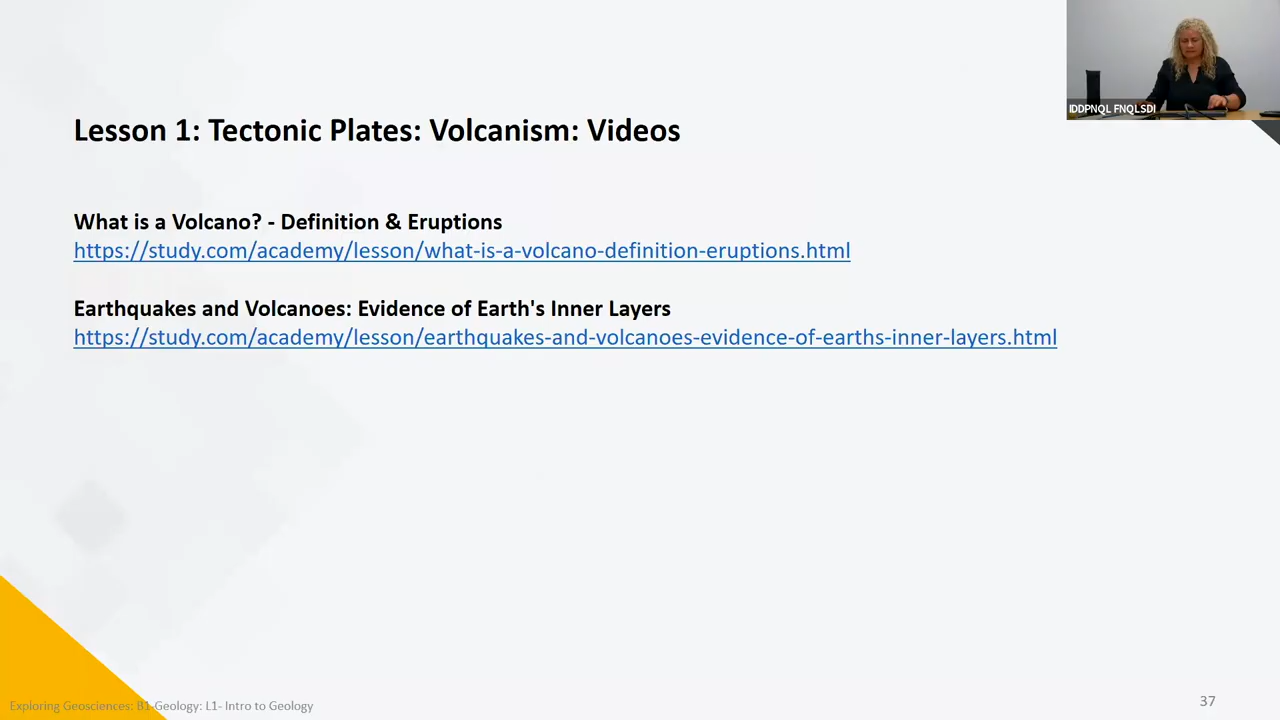 IDDPNQL FNQLSDI
Lesson 1: Tectonic Plates: Volcanism: Videos
What is a Volcano? - Definition & Eruptions
https://study.com/academy/lesson/what-is-a-volcano-definition-eruptions.html
Earthquakes and Volcanoes: Evidence of Earth's Inner Layers
https://study.com/academy/lesson/earthquakes-and-volcanoes-evidence-of-earths-inner-layers.html
Exploring Geosciences: B1-Geology: L1- Intro to Geology
37